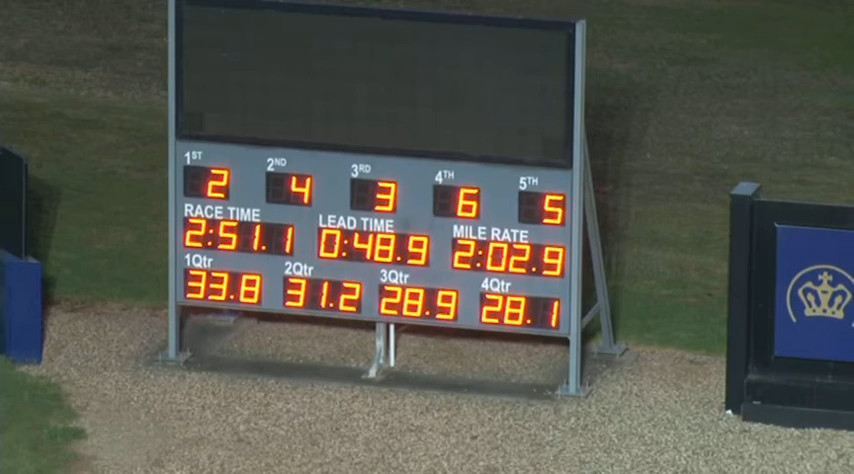 1ST 2ND 3RD 4TH 5TH
2 4 3 6 5
RACE TIME LEAD TIME MILE RATE
2:51.1 0:48.9 2:02.9
1Qtr 2Qtr 3Qtr 4Qtr
33.8 31.2 28.9 28.1